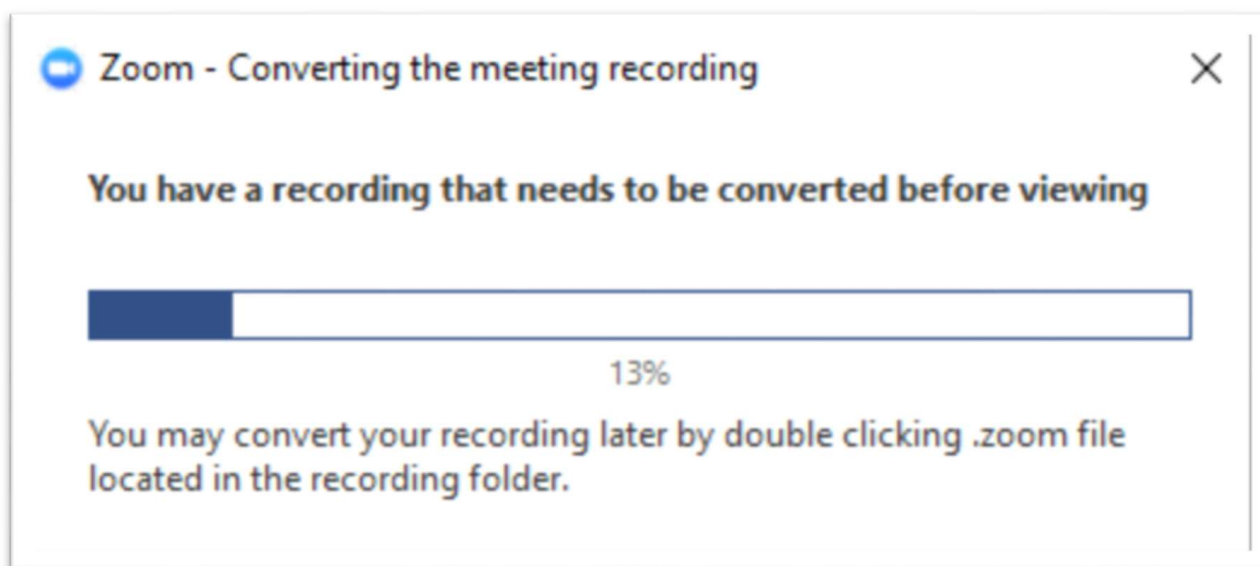 Zoom - Converting the meeting recording
You have a recording that needs to be converted before viewing
13%
You may convert your recording later by double clicking .zoom file
located in the recording folder.